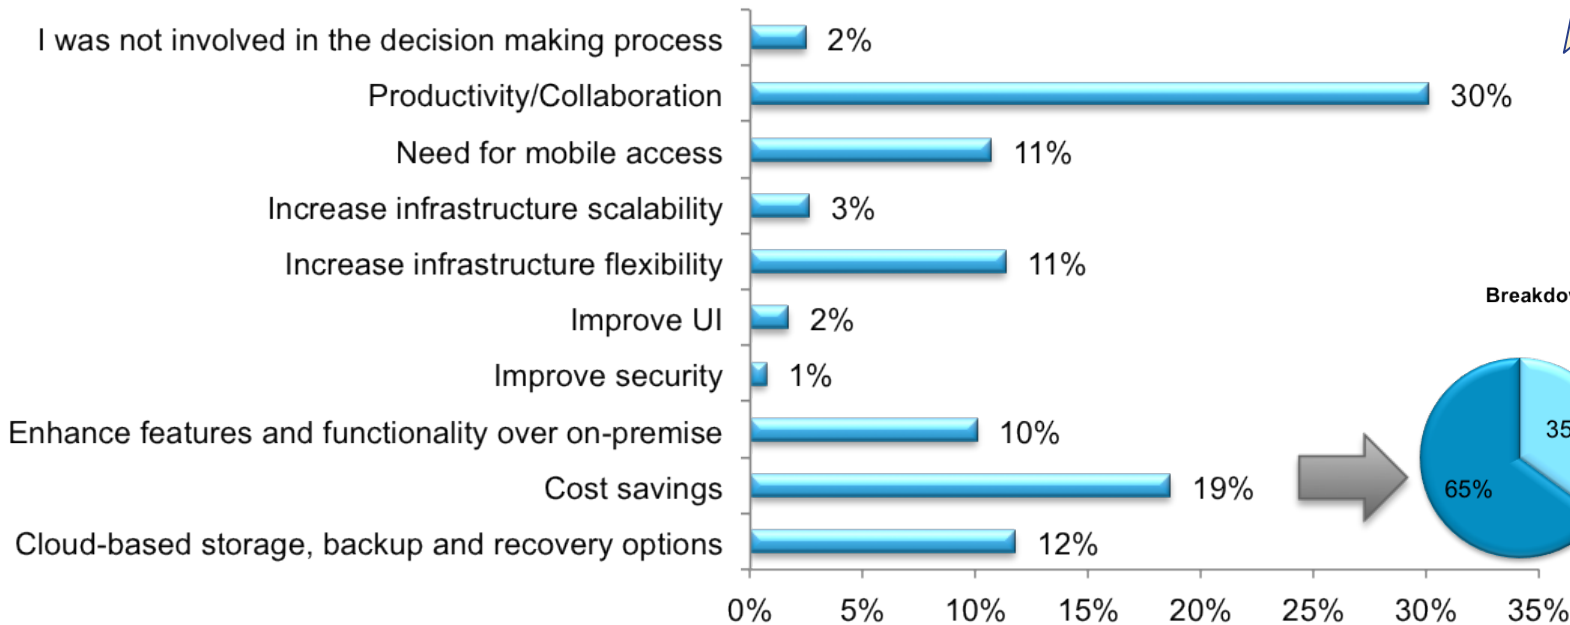 I was not involved in the decision making process 2%
Productivity/Collaboration 30%
Need for mobile access 11%
Increase infrastructure scalability 3%
Increase infrastructure flexibility 11%
Improve UI 2%
Breakdo
Improve security 1%
Enhance features and functionality over on-premise 10%
35
Cost savings 19%
65%
Cloud-based storage, backup and recovery options 12%
0% 5% 10% 15% 20% 25% 30% 35%